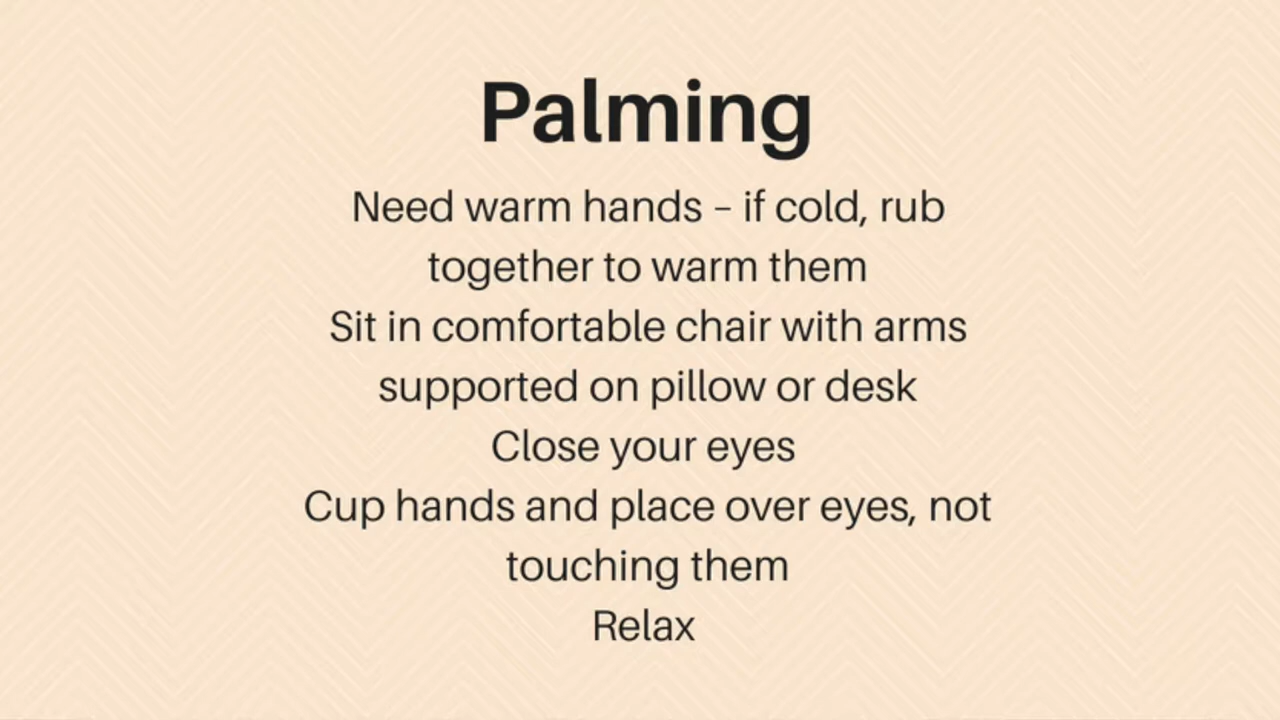 Palming
Need warm hands – if cold, rub
together to warm them
Sit in comfortable chair with arms
supported on pillow or desk
Close your eyes
Cup hands and place over eyes, not
touching them
Relax